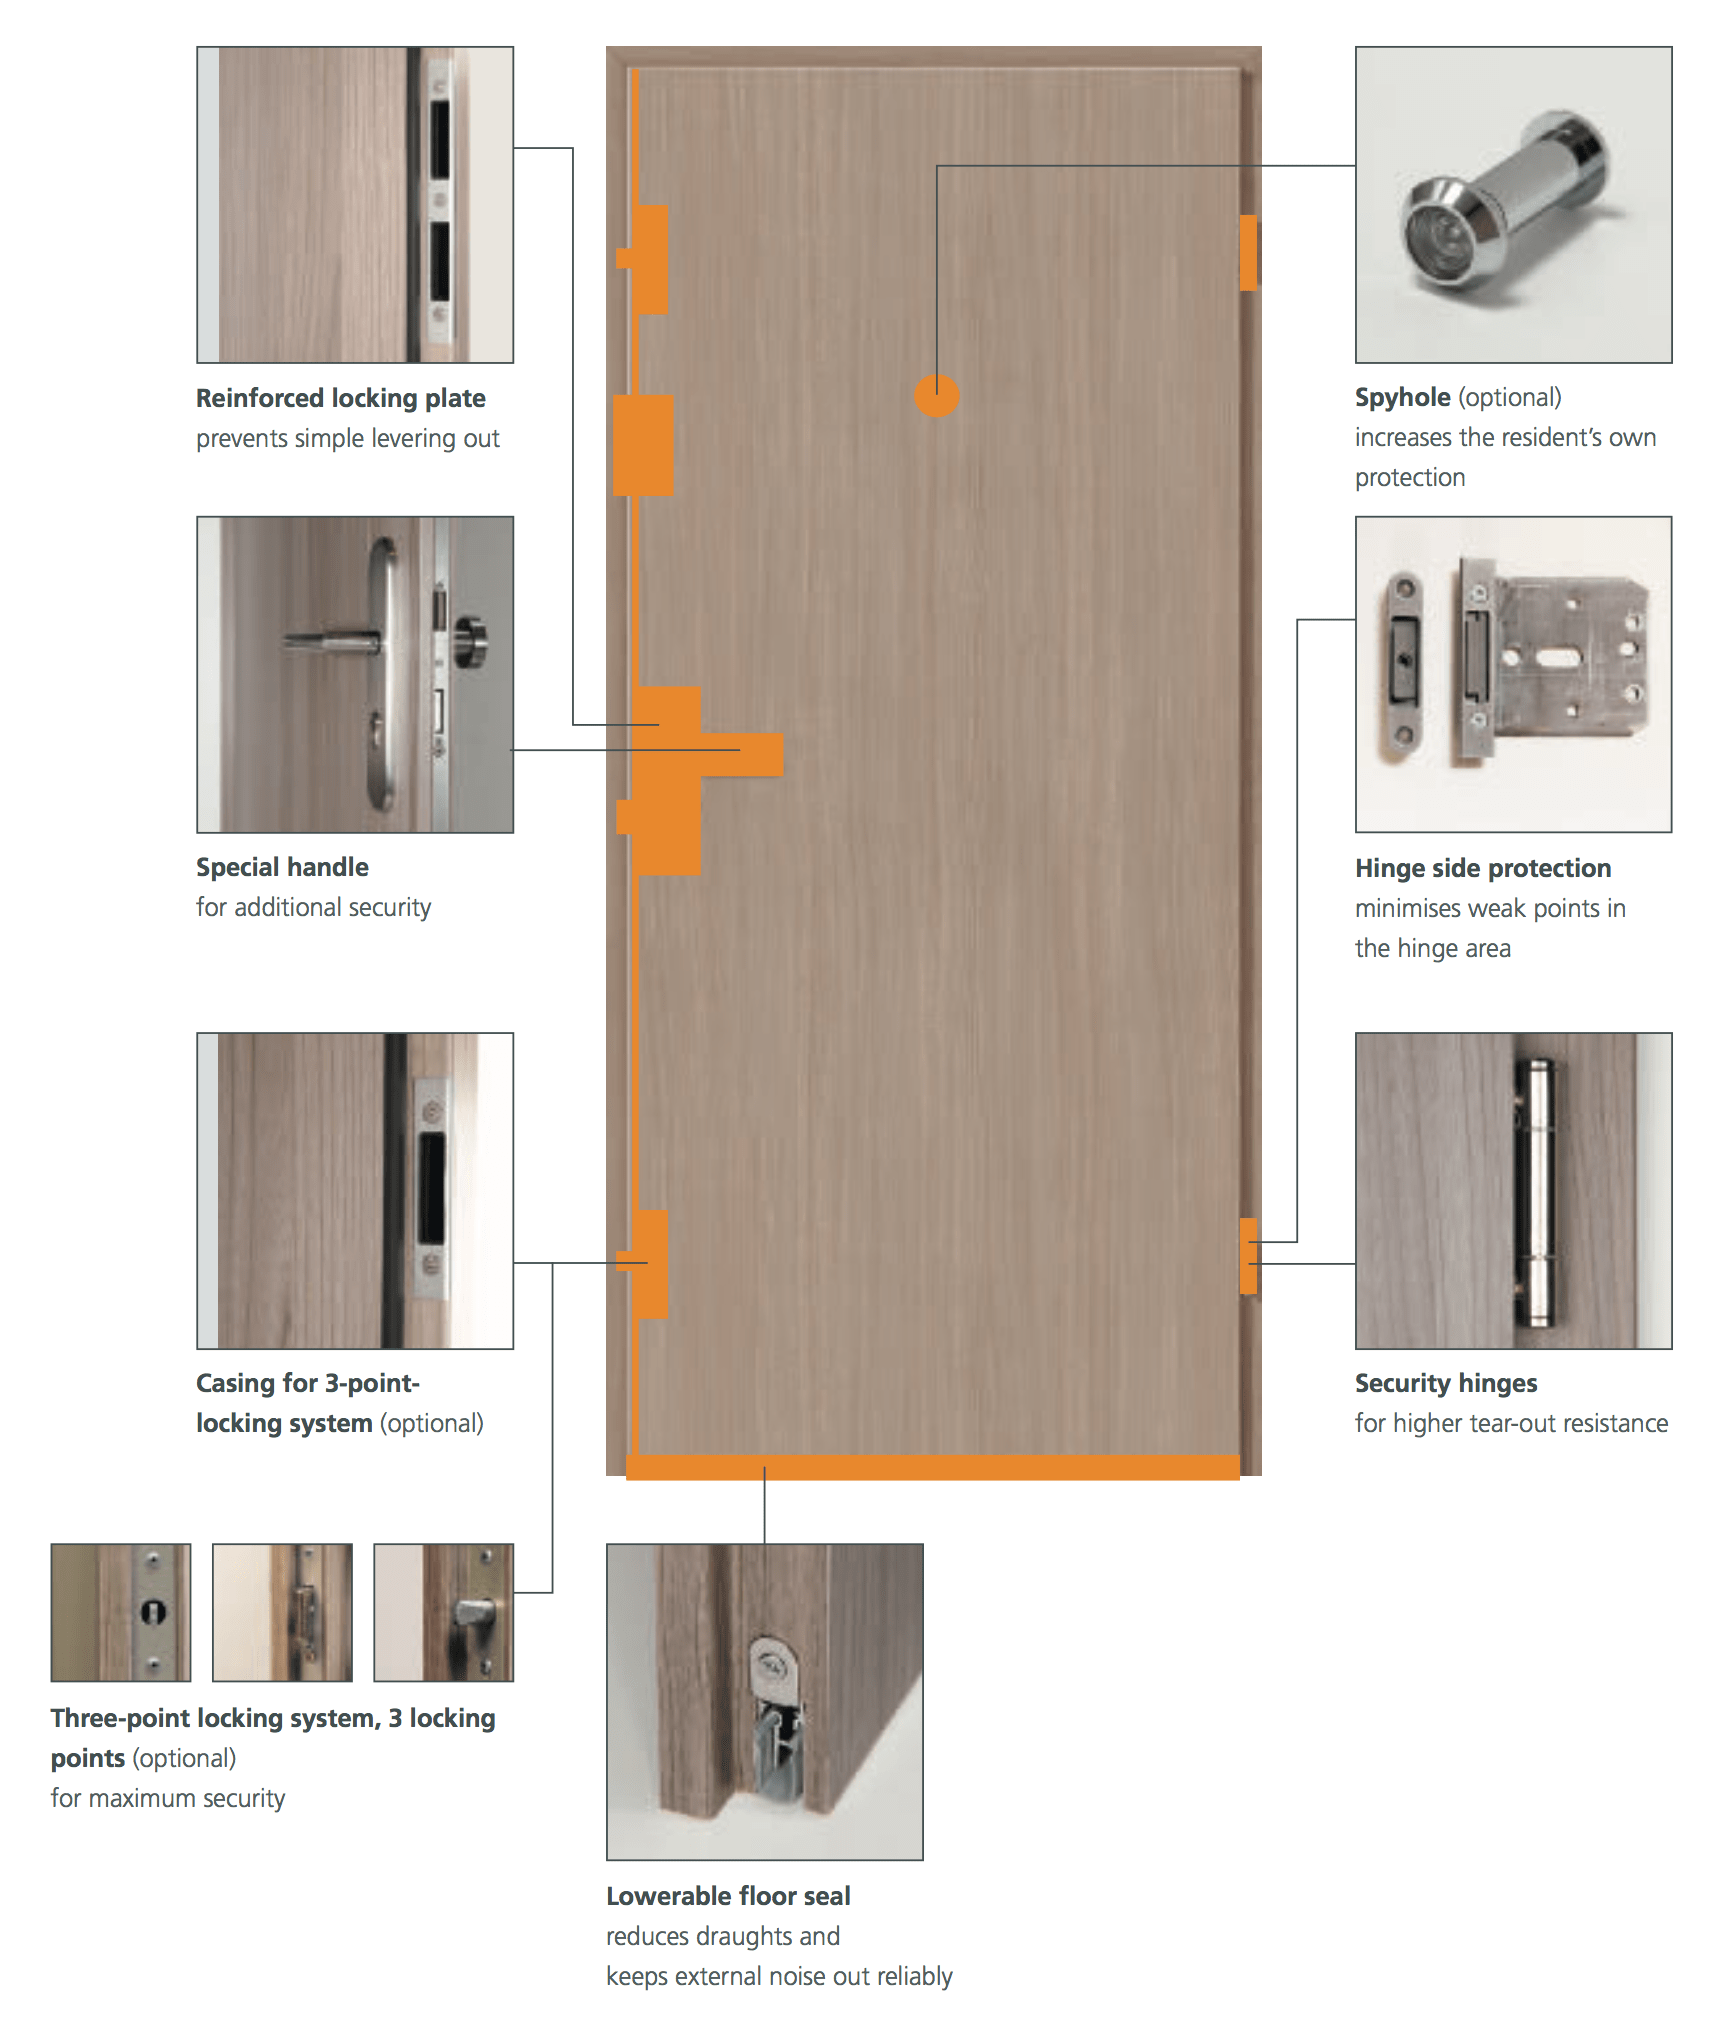 Reinforced locking plate
prevents simple levering out
Spyhole (optional)
increases the resident’s own
protection
Special handle
for additional security
Hinge side protection
minimises weak points in
the hinge area
Casing for 3-point-
locking system (optional)
Security hinges
for higher tear-out resistance
Three-point locking system, 3 locking
points (optional)
for maximum security
Lowerable floor seal
reduces draughts and
keeps external noise out reliably